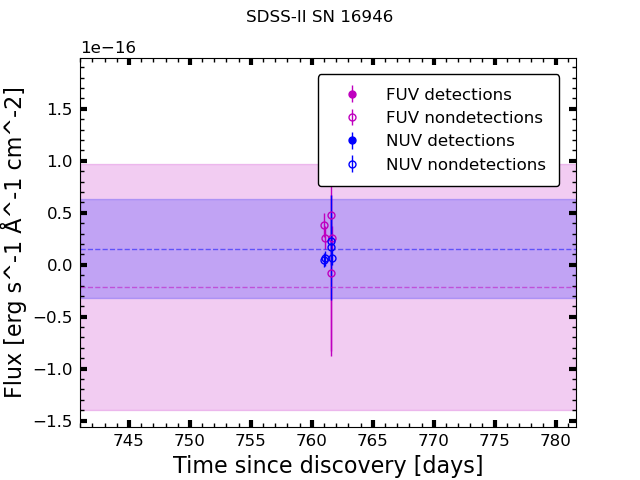 SDSS-II SN 16946
1e−16
Flux [erg s^-1 Å^-1 cm^-2]
1.5
1.0
0.5
0.0
−0.5
−1.0
−1.5
FUV detections
FUV nondetections
NUV detections
NUV nondetections
745 750 755 760 765 770 775 780
Time since discovery [days]